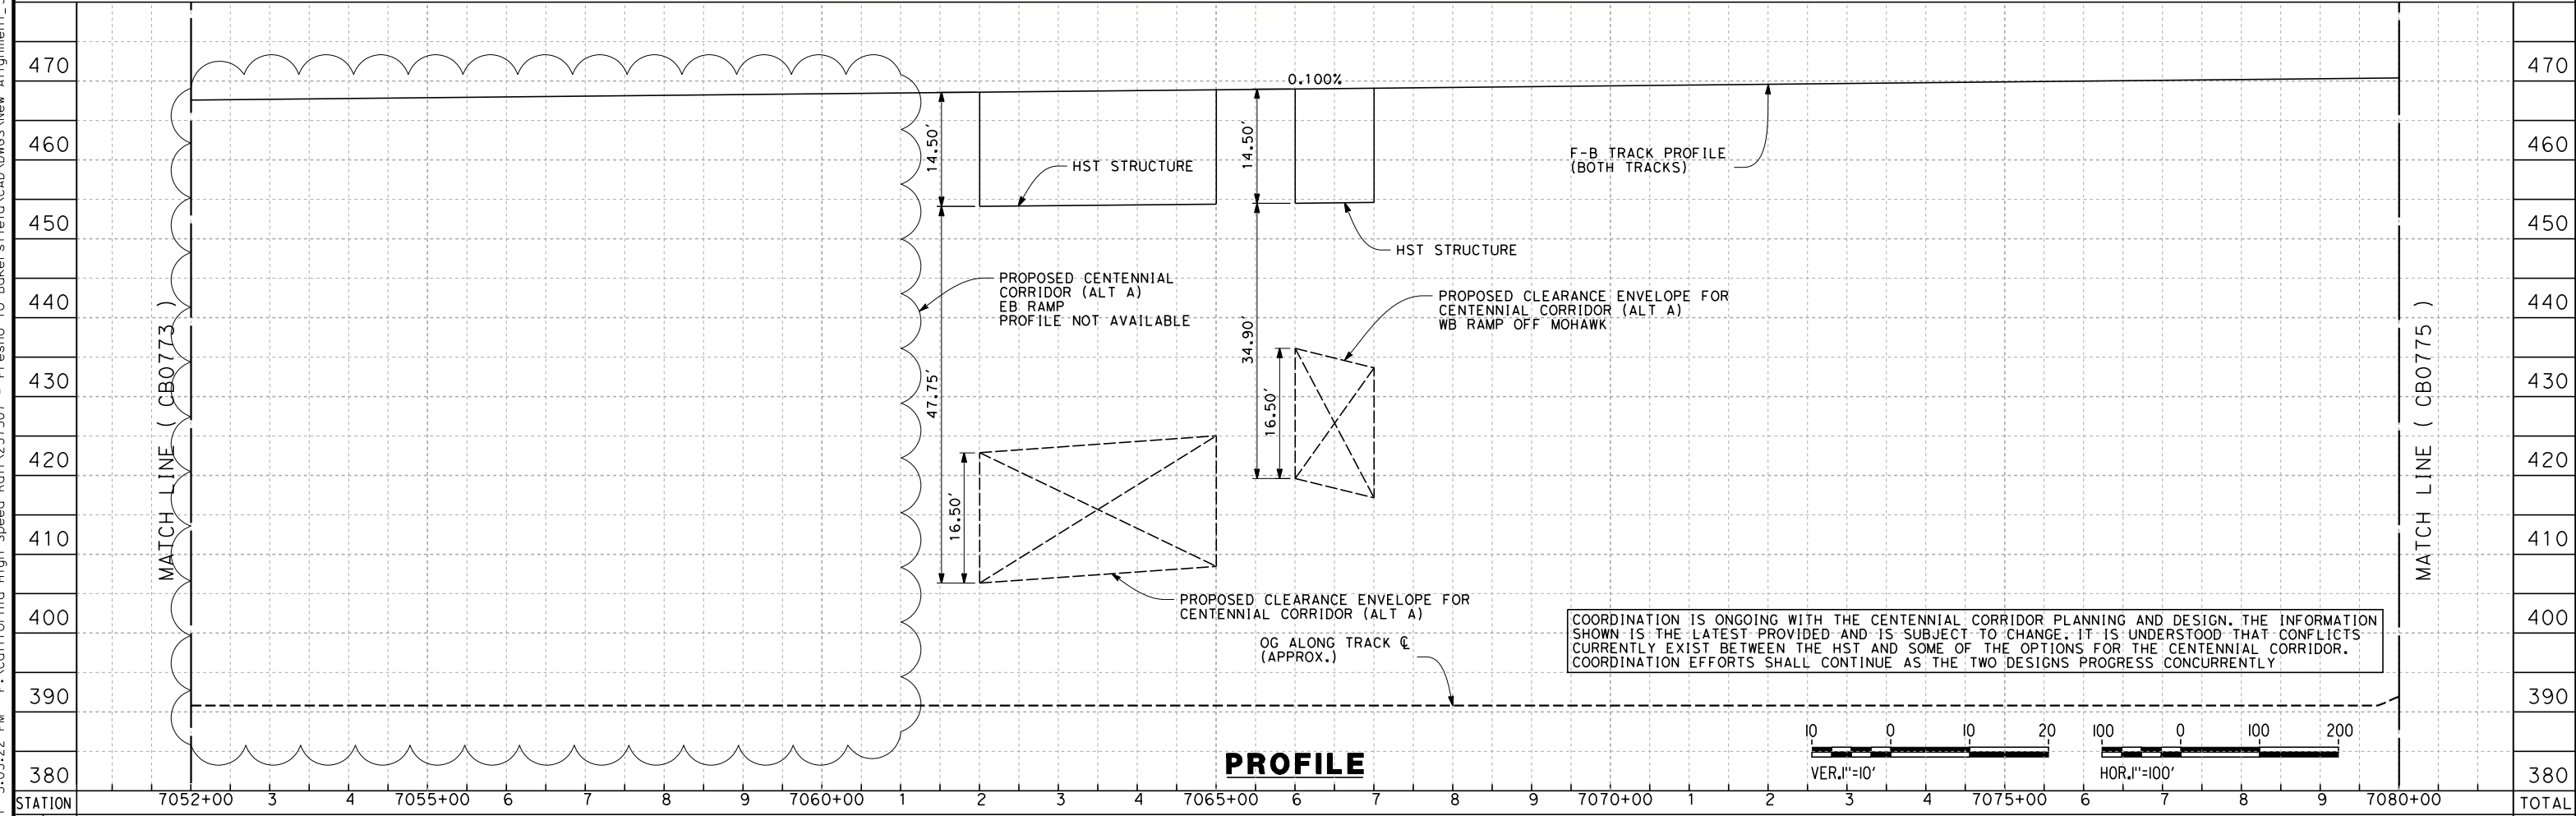 470
460
450
440
430
420
410
400
390
380
STATION
MATCH LINE ( CB0773 )
0.100%
14.50'
47.75'
16.50'
HST STRUCTURE
PROPOSED CENTENNIAL
CORRIDOR (ALT A)
EB RAMP
PROFILE NOT AVAILABLE
14.50'
34.90'
16.50'
HST STRUCTURE
PROPOSED CLEARANCE ENVELOPE FOR
CENTENNIAL CORRIDOR (ALT A)
WB RAMP OFF MOHAWK
F-B TRACK PROFILE
(BOTH TRACKS)
PROPOSED CLEARANCE ENVELOPE FOR
CENTENNIAL CORRIDOR (ALT A)
OG ALONG TRACK ℄
(APPROX.)
COORDINATION IS ONGOING WITH THE CENTENNIAL CORRIDOR PLANNING AND DESIGN. THE INFORMATION
SHOWN IS THE LATEST PROVIDED AND IS SUBJECT TO CHANGE. IT IS UNDERSTOOD THAT CONFLICTS
CURRENTLY EXIST BETWEEN THE HST AND SOME OF THE OPTIONS FOR THE CENTENNIAL CORRIDOR.
COORDINATION EFFORTS SHALL CONTINUE AS THE TWO DESIGNS PROGRESS CONCURRENTLY
10 0 10 20
VER.1"=10'
100 0 100 200
HOR.1"=100'
PROFILE
7052+00 3 4 7055+00 6 7 8 9 7060+00 1 2 3 4 7065+00 6 7 8 9 7070+00 1 2 3 4 7075+00 6 7 8 9 7080+00
MATCH LINE ( CB0775 )
470
460
450
440
430
420
410
400
390
380
TOTAL